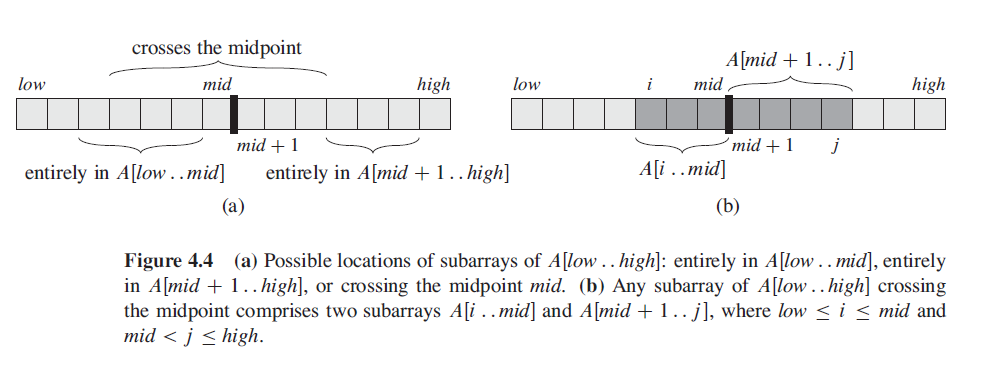 crosses the midpoint
low mid high
mid + 1
entirely in A[low . . mid] entirely in A[mid + 1 . . high]
(a)
A[mid + 1 . . j]
low i mid high
mid + 1 j
A[i . . mid]
(b)
Figure 4.4 (a) Possible locations of subarrays of A[low . . high]: entirely in A[low . . mid], entirely
in A[mid + 1 . . high], or crossing the midpoint mid. (b) Any subarray of A[low . . high] crossing
the midpoint comprises two subarrays A[i . . mid] and A[mid + 1 . . j], where low ≤ i ≤ mid and
mid < j ≤ high.